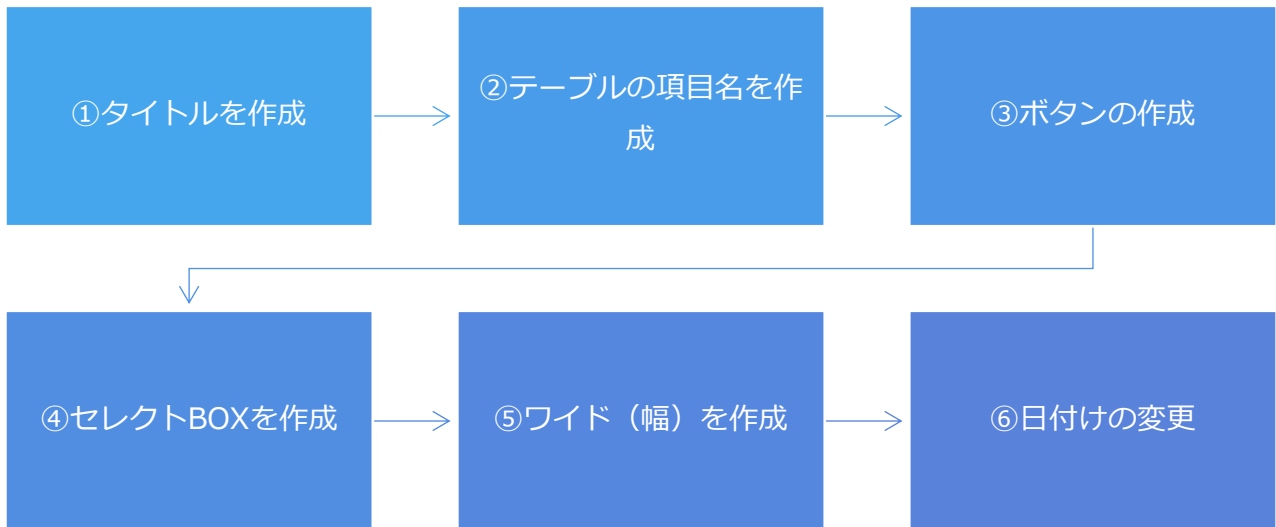 ①タイトルを作成
②テーブルの項目名を作
成
③ボタンの作成
④セレクトBOXを作成
⑤ワイド（幅）を作成
⑥日付けの変更